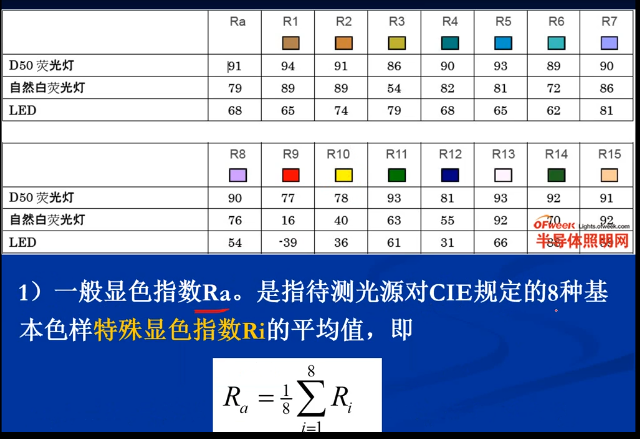 Ra R1 R2 R3 R4 R5 R6 R7
D50 荧光灯 91 94 91 86 90 93 89 90
自然白荧光灯 79 89 89 54 82 81 72 86
LED 68 65 74 79 68 65 62 81
R8 R9 R10 R11 R12 R13 R14 R15
D50 荧光灯 90 77 78 93 81 93 92 91
自然白荧光灯 76 16 40 63 55 92 70 92
LED 54 -39 36 61 31 66
OFweek Lights.ofweek.com
半导体照明网
1）一般显色指数Ra。是指待测光源对CIE规定的8种基
本色样特殊显色指数Ri的平均值，即
Ra = 1/8 ∑ 8 i=1 Ri